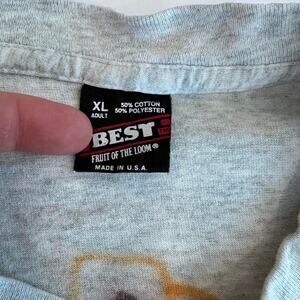 XL 50% COTTON
ADULT 50% POLYESTER
BEST
FRUIT OF THE LOOM®
MADE IN U.S.A.